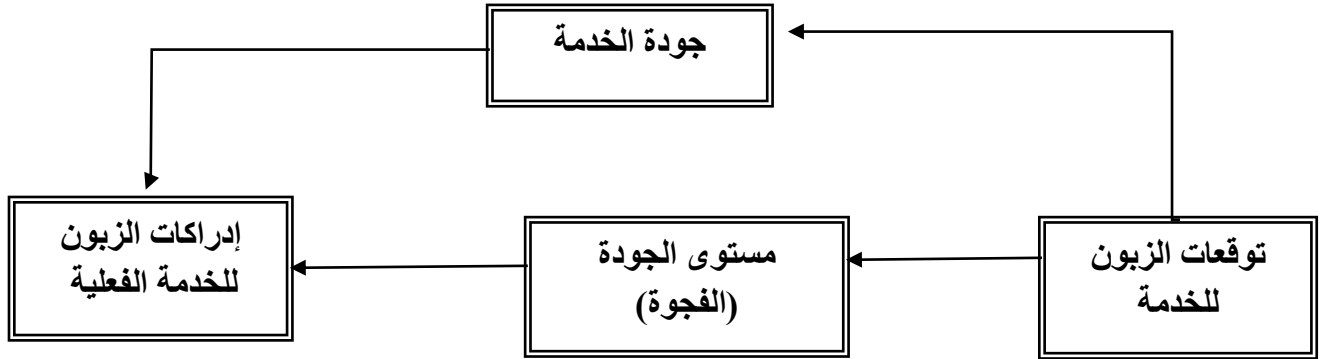 جودة الخدمة
توقعات الزبون
للخدمة
مستوى الجودة
(الفجوة)
إدراكات الزبون
للخدمة الفعلية